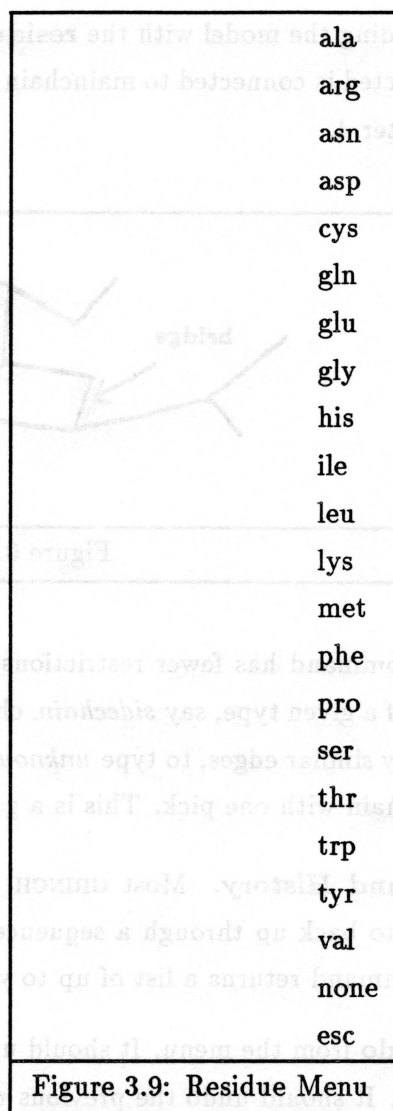 ala
arg
asn
asp
cys
gln
glu
gly
his
ile
leu
lys
met
phe
pro
ser
thr
trp
tyr
val
none
esc
Figure 3.9: Residue Menu